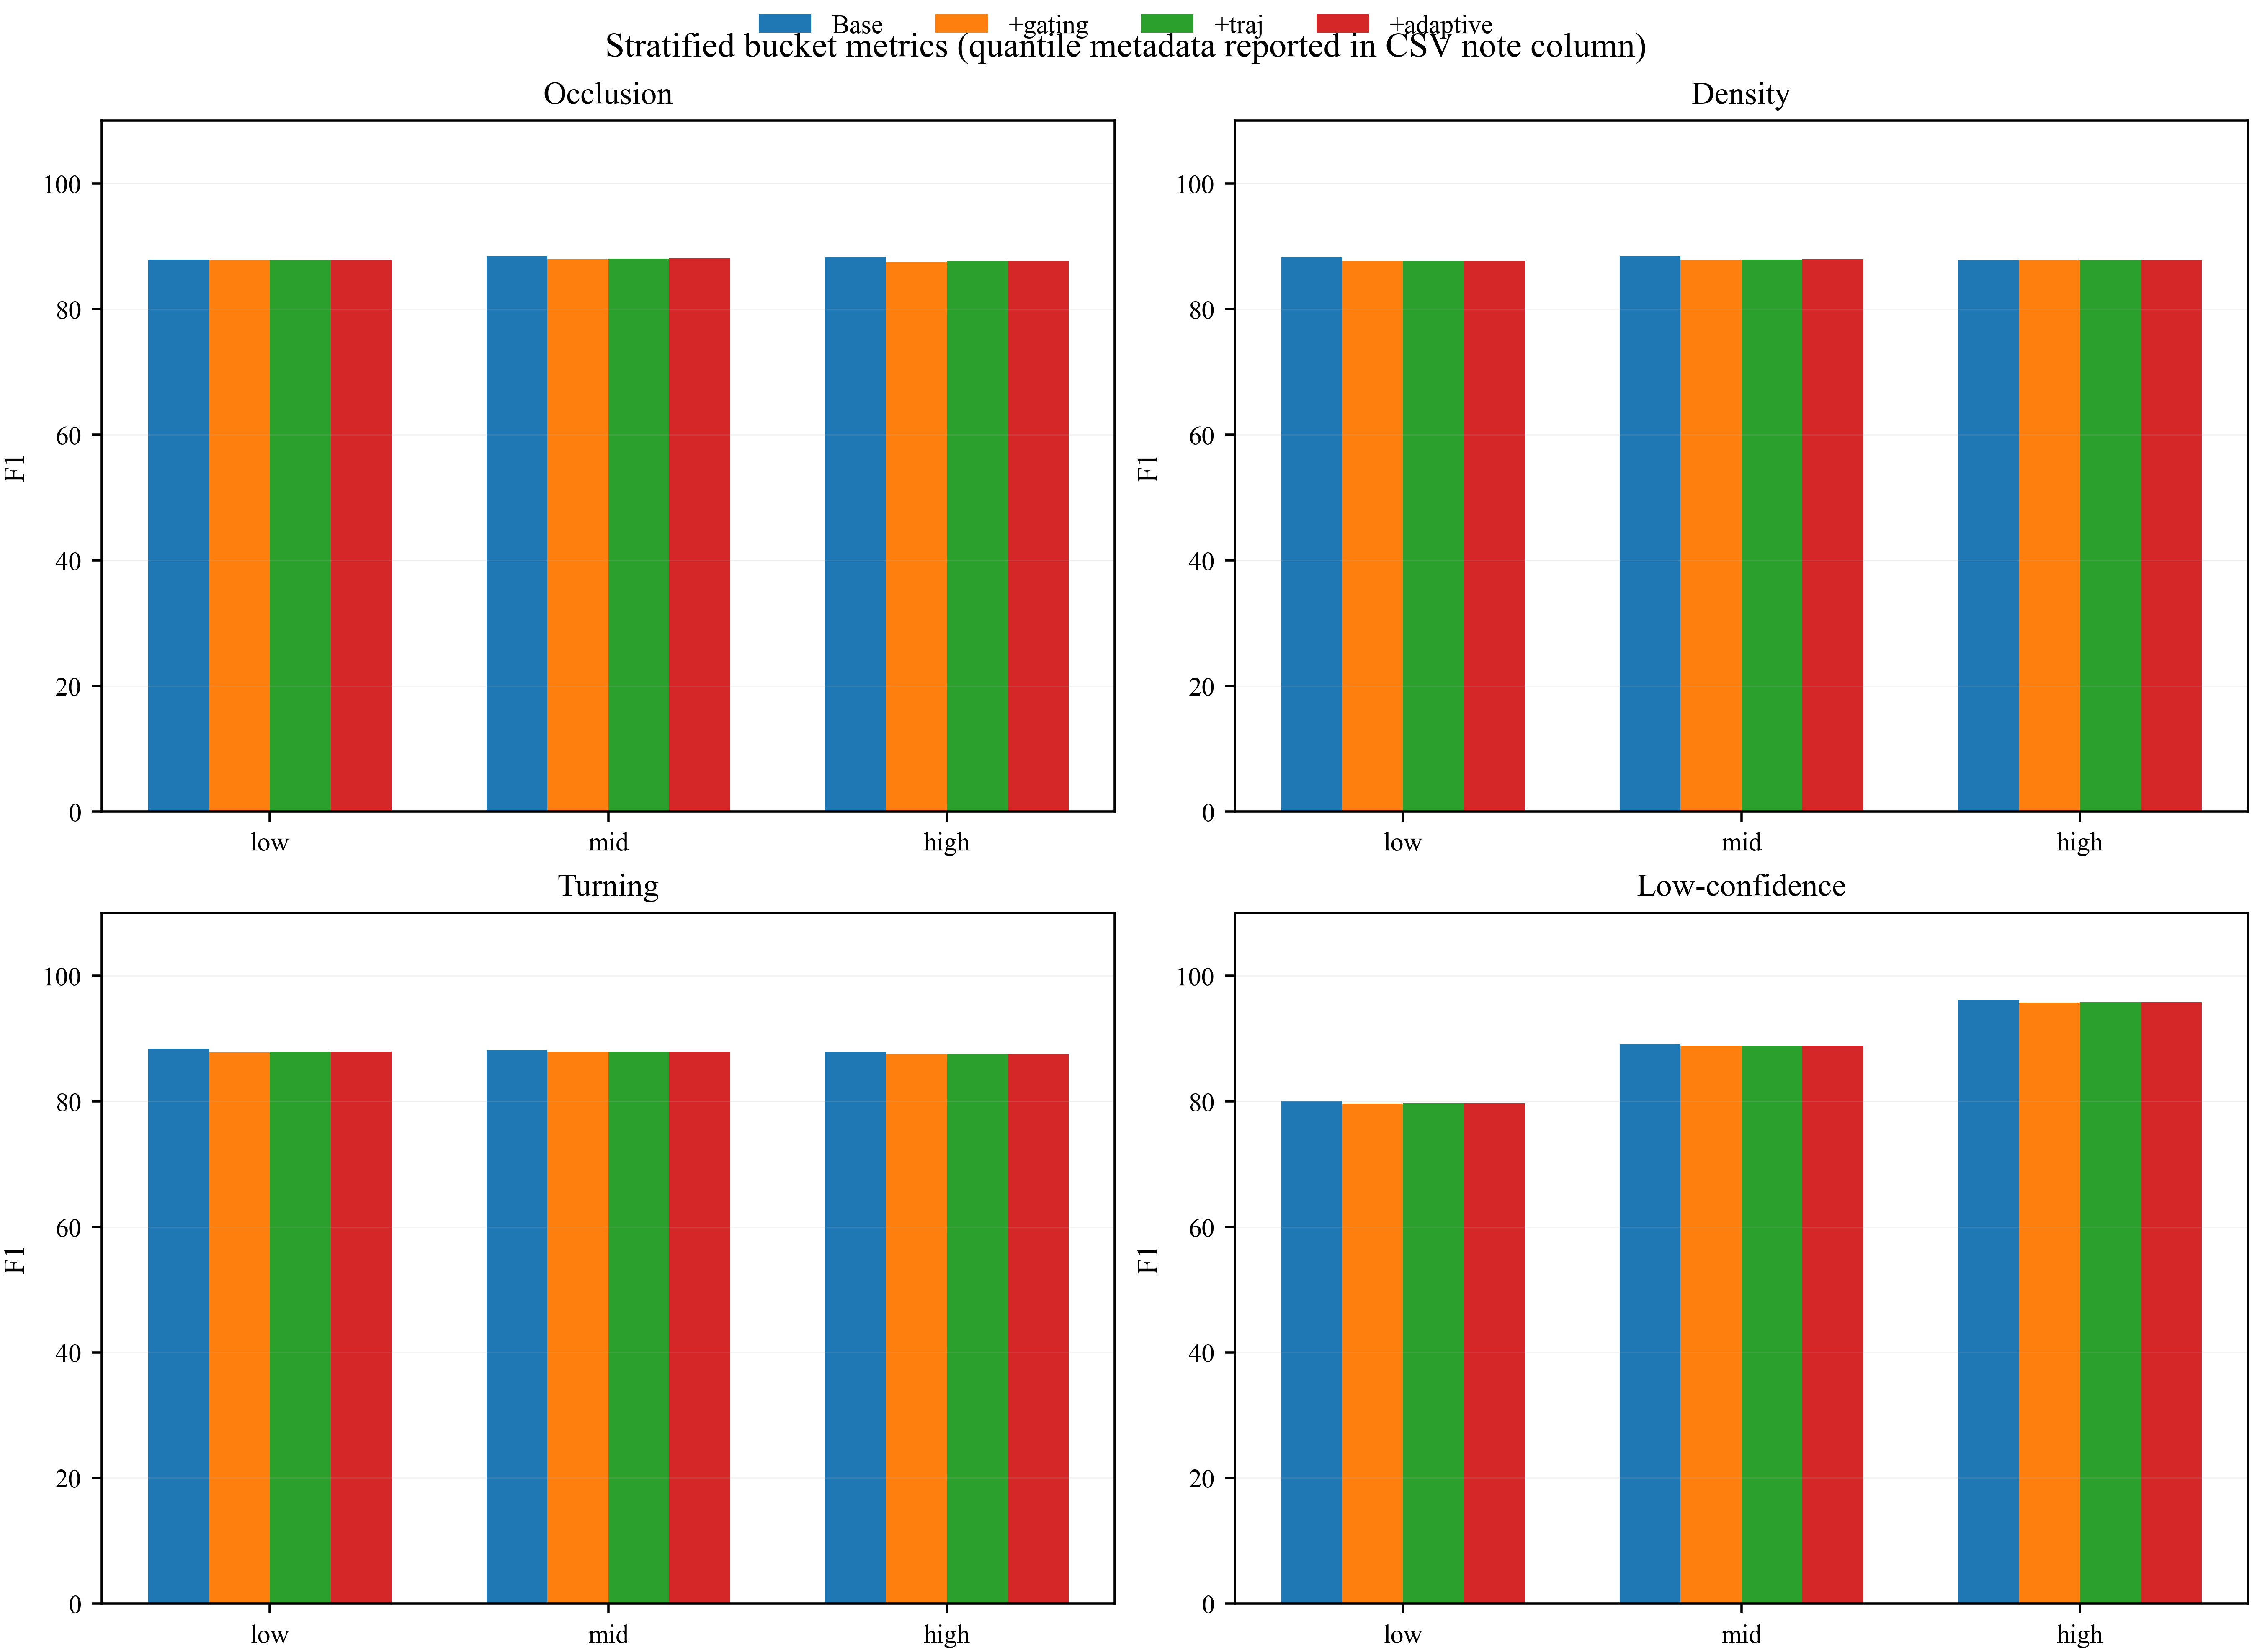 Base +gating +traj +adaptive
Stratified bucket metrics (quantile metadata reported in CSV note column)
Occlusion
100
80
60
40
20
0
F1
low mid high
Density
100
80
60
40
20
0
F1
low mid high
Turning
100
80
60
40
20
0
F1
low mid high
Low-confidence
100
80
60
40
20
0
F1
low mid high